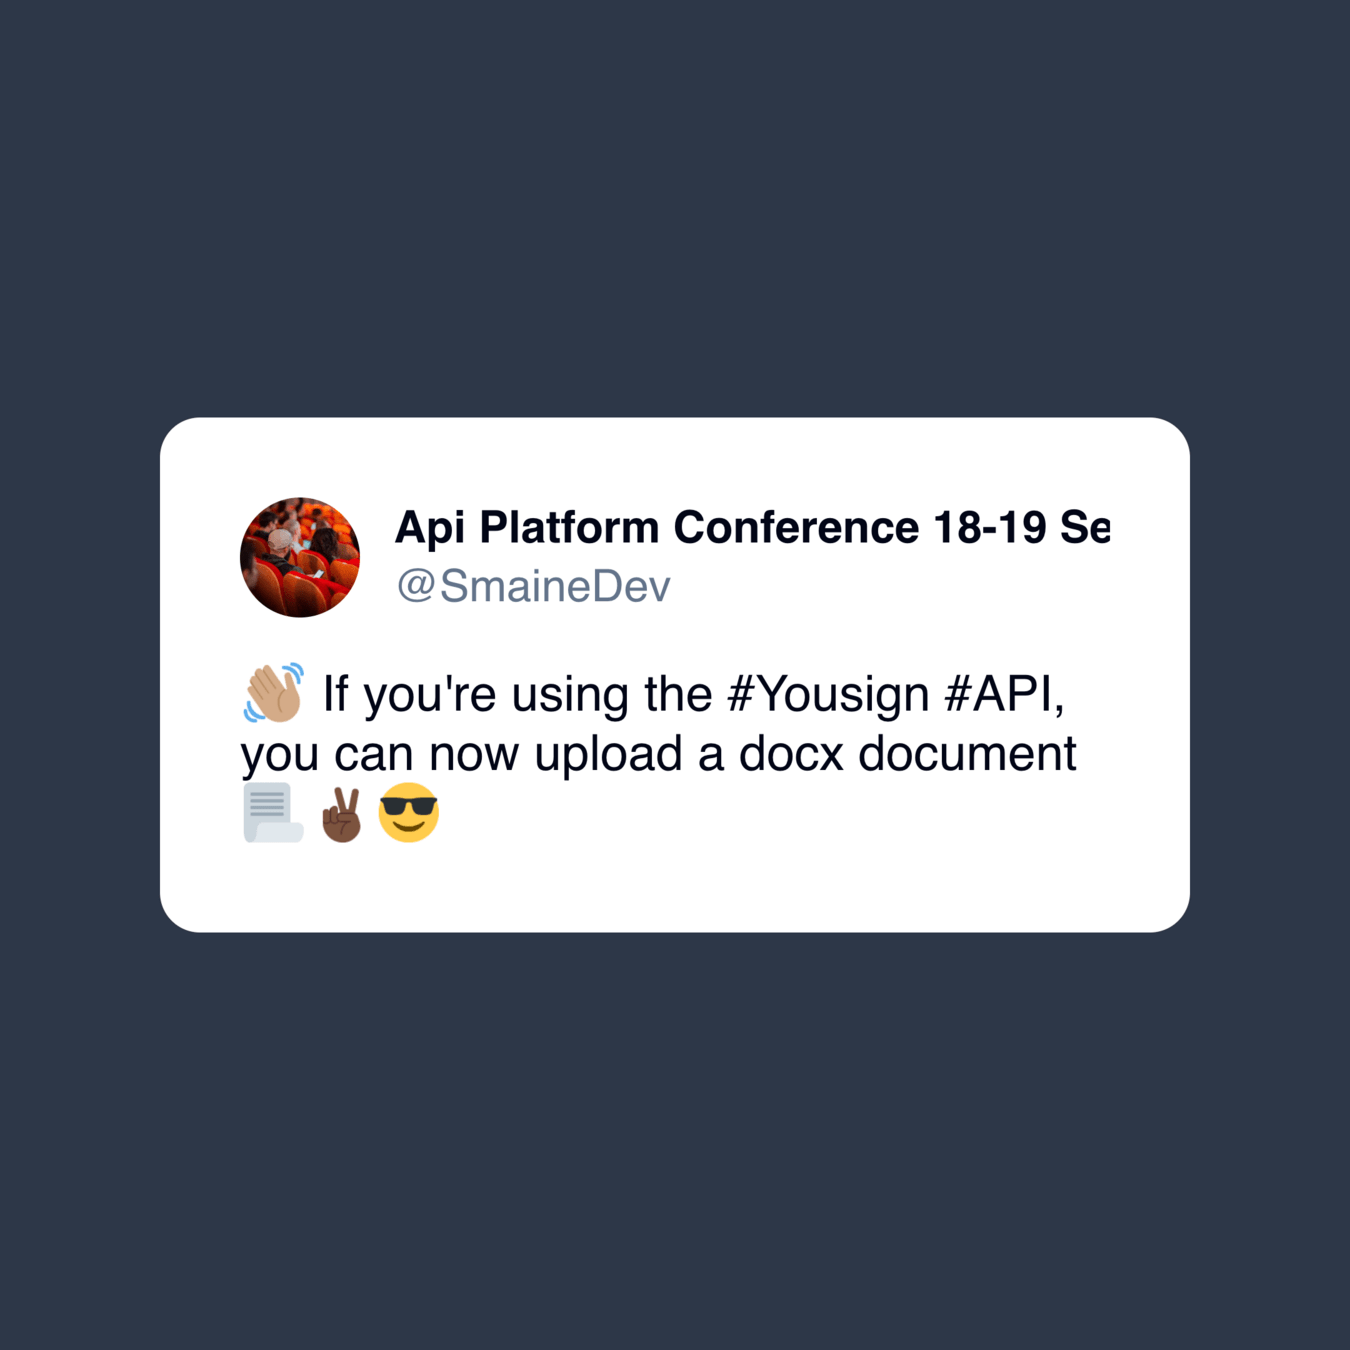 Api Platform Conference 18-19 Se
@SmaineDev
👋🏼 If you're using the #Yousign #API,
you can now upload a docx document
📃✌🏿😎